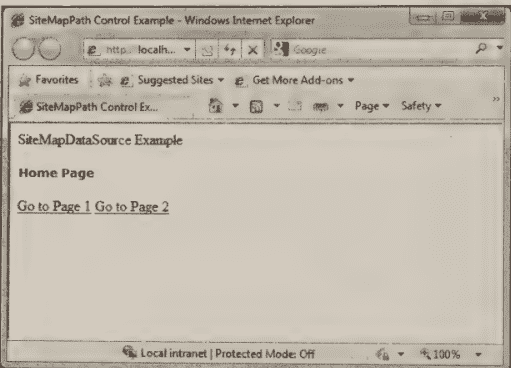 SiteMapPath Control Example - Windows Internet Explorer
http.. localh... Google
Favorites Suggested Sites Get More Add-ons
SiteMapPath Control Ex... Page Safety »
SiteMapDataSource Example
Home Page
Go to Page 1 Go to Page 2
Local intranet | Protected Mode: Off 100%